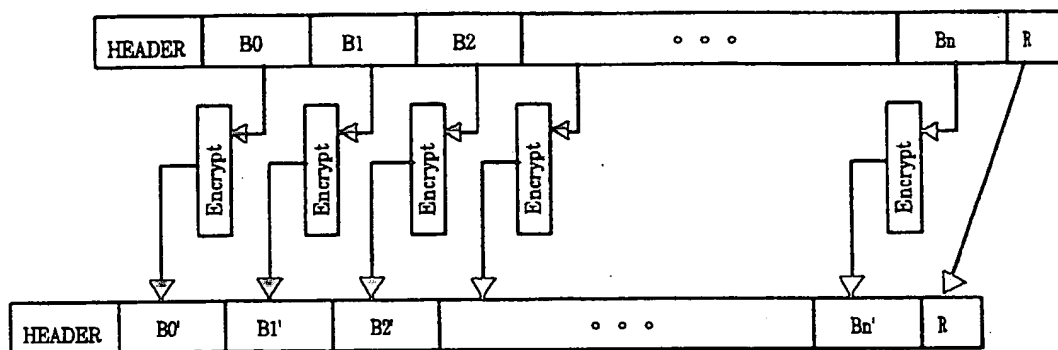 HEADER B0 B1 B2 ° ° ° Bn R
Encrypt Encrypt Encrypt Encrypt Encrypt
HEADER B0' B1' B2' ° ° ° Bn' R